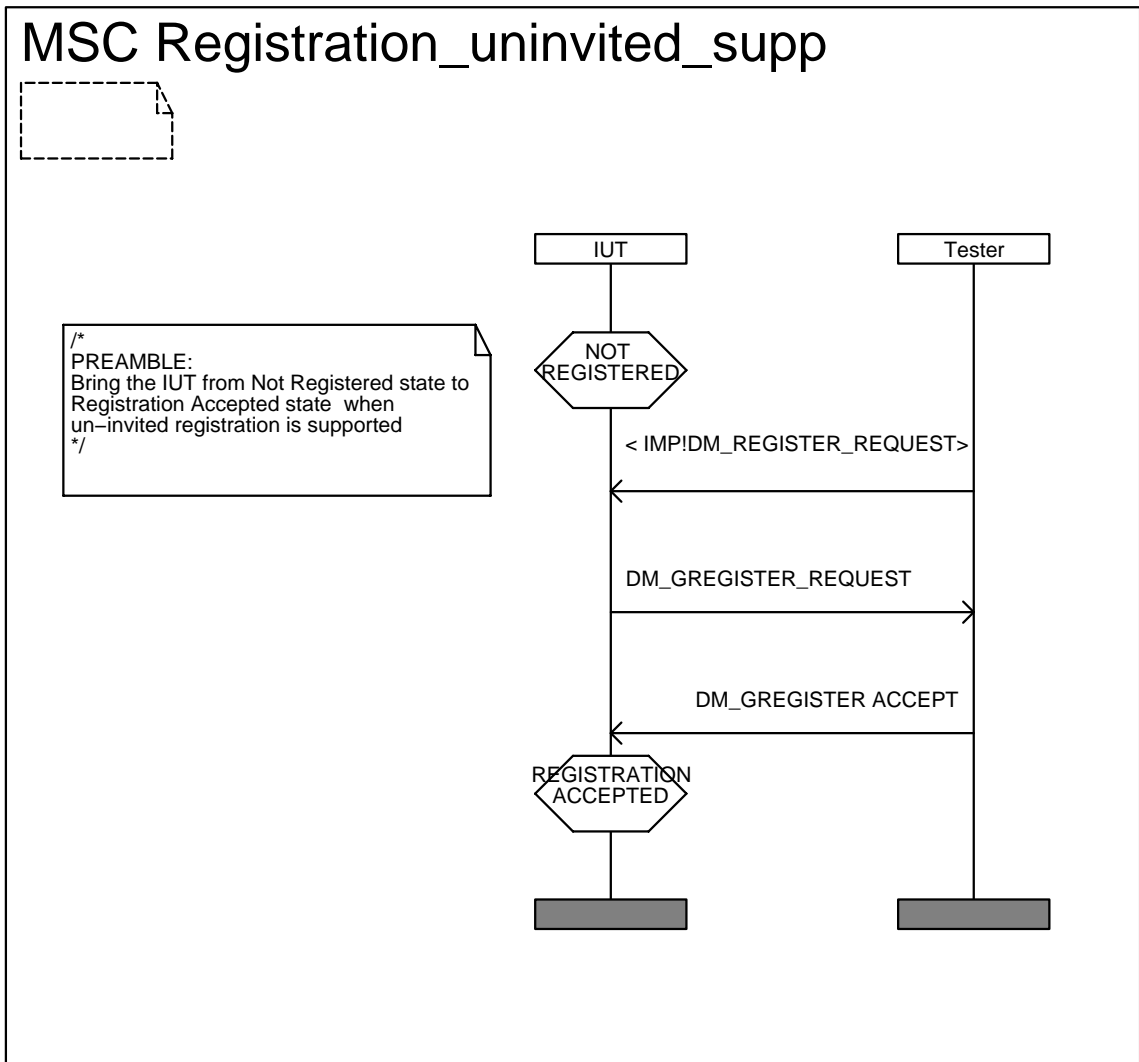 MSC Registration_uninvited_supp
IUT
Tester
/*
PREAMBLE:
Bring the IUT from Not Registered state to
Registration Accepted state  when
un−invited registration is supported
*/
NOT
REGISTERED
< IMP!DM_REGISTER_REQUEST>
DM_GREGISTER_REQUEST
DM_GREGISTER ACCEPT
REGISTRATION
ACCEPTED